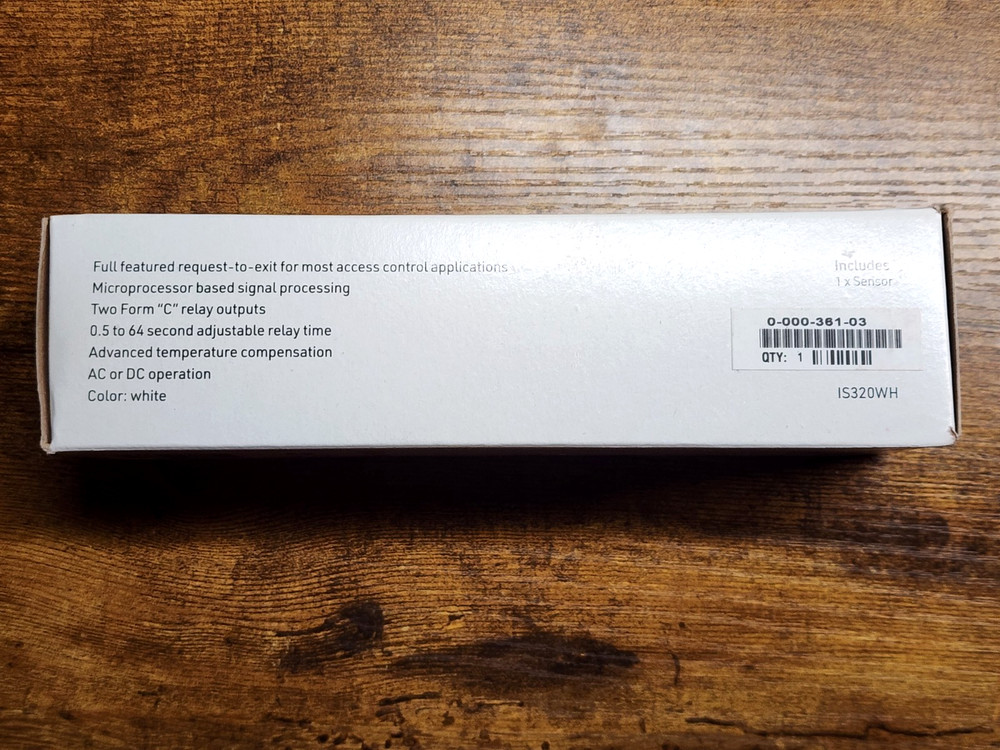 Full featured request-to-exit for most access control applications
Microprocessor based signal processing
Two Form "C" relay outputs
0.5 to 64 second adjustable relay time
Advanced temperature compensation
AC or DC operation
Color: white
Includes
1 x Sensor
0-000-361-03
QTY: 1
IS320WH